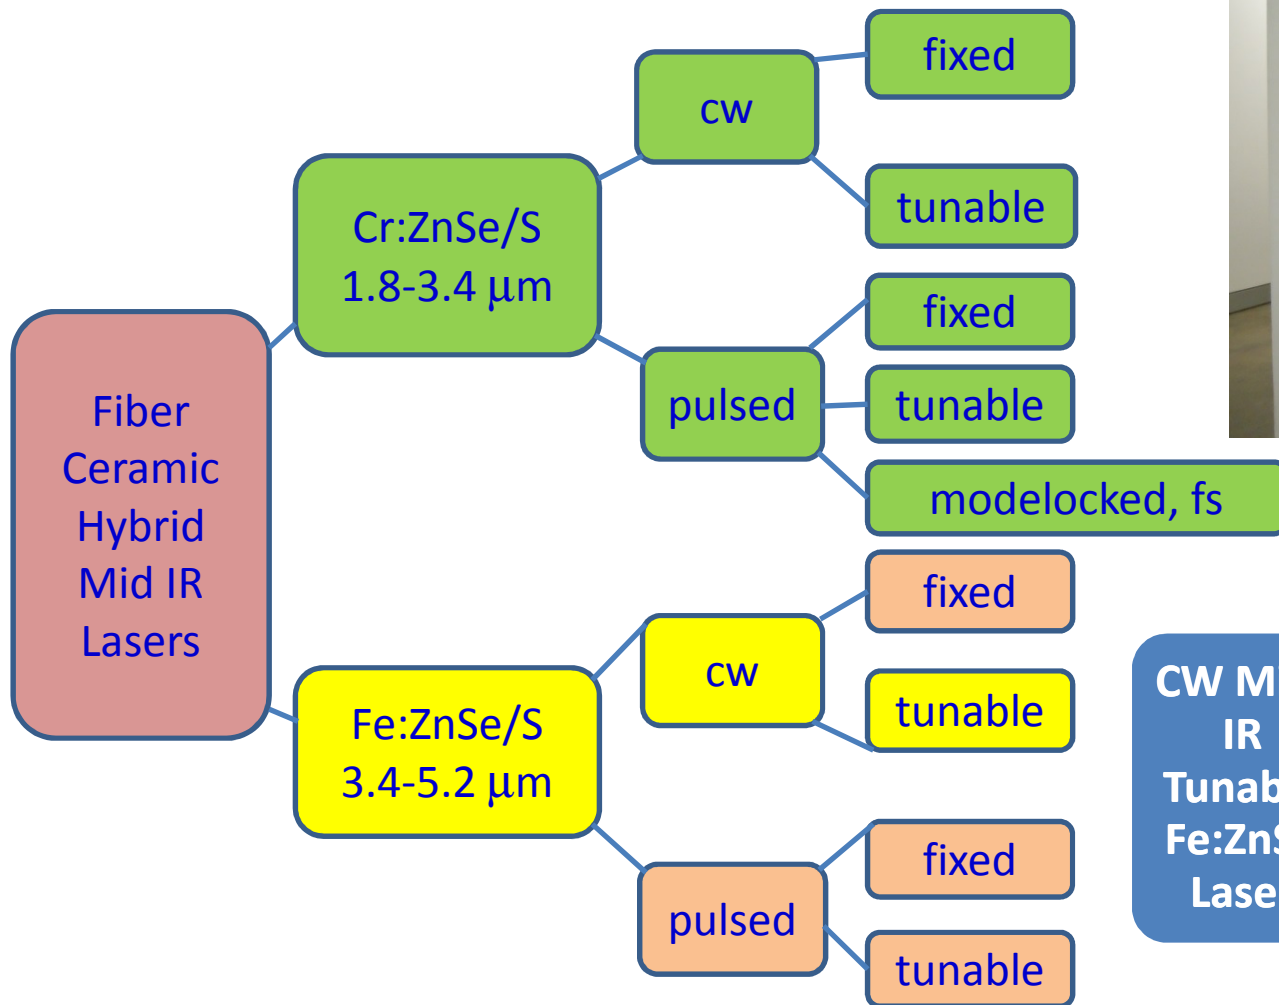 fixed
cw
tunable
Cr:ZnSe/S
1.8-3.4 μm
fixed
pulsed
tunable
modelocked, fs
Fiber
Ceramic
Hybrid
Mid IR
Lasers
fixed
cw
tunable
Fe:ZnSe/S
3.4-5.2 μm
fixed
pulsed
tunable
CW
IR